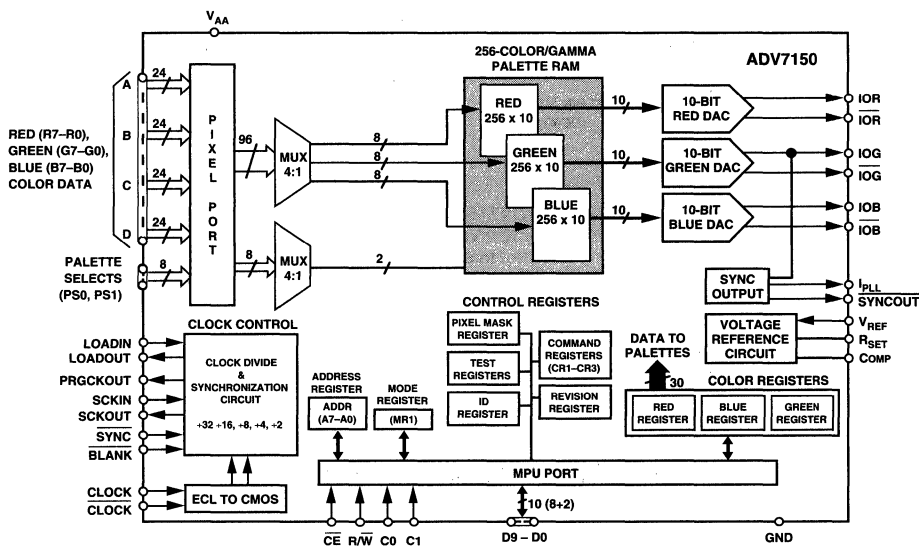 VAA
256-COLOR/GAMMA
PALETTE RAM
ADV7150
A
24
B
24
C
24
D
24
RED (R7–R0),
GREEN (G7–G0),
BLUE (B7–B0)
COLOR DATA
PALETTE
SELECTS
(PS0, PS1)
8
PIXEL PORT
96
MUX
4:1
8
8
8
8
MUX
4:1
2
RED
256 x 10
GREEN
256 x 10
BLUE
256 x 10
10
10
10
10-BIT
RED DAC
10-BIT
GREEN DAC
10-BIT
BLUE DAC
IOR
IOR
IOG
IOG
IOB
IOB
SYNC
OUTPUT
IPLL
SYNCOUT
VOLTAGE
REFERENCE
CIRCUIT
VREF
RSET
COMP
CLOCK CONTROL
LOADIN
LOADOUT
PRGCKOUT
SCKIN
SCKOUT
SYNC
BLANK
CLOCK DIVIDE
&
SYNCHRONIZATION
CIRCUIT
÷32 ÷16, ÷8, ÷4, ÷2
CLOCK
CLOCK
ECL TO CMOS
CONTROL REGISTERS
PIXEL MASK
REGISTER
TEST
REGISTERS
ID
REGISTER
COMMAND
REGISTERS
(CR1–CR3)
REVISION
REGISTER
ADDRESS
REGISTER
ADDR
(A7–A0)
MODE
REGISTER
(MR1)
DATA TO
PALETTES
30
COLOR REGISTERS
RED
REGISTER
BLUE
REGISTER
GREEN
REGISTER
MPU PORT
10 (8+2)
CE
R/W
C0
C1
D9 – D0
GND